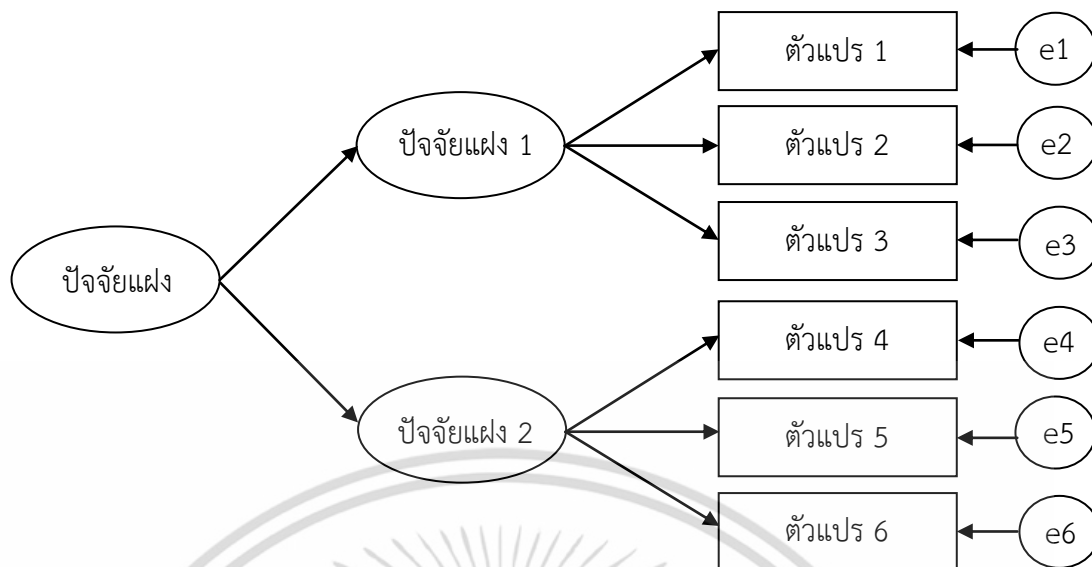 ตัวแปร 1
e1
ปัจจัยแฝง 1
ตัวแปร 2
e2
ตัวแปร 3
e3
ปัจจัยแฝง
ตัวแปร 4
e4
ปัจจัยแฝง 2
ตัวแปร 5
e5
ตัวแปร 6
e6